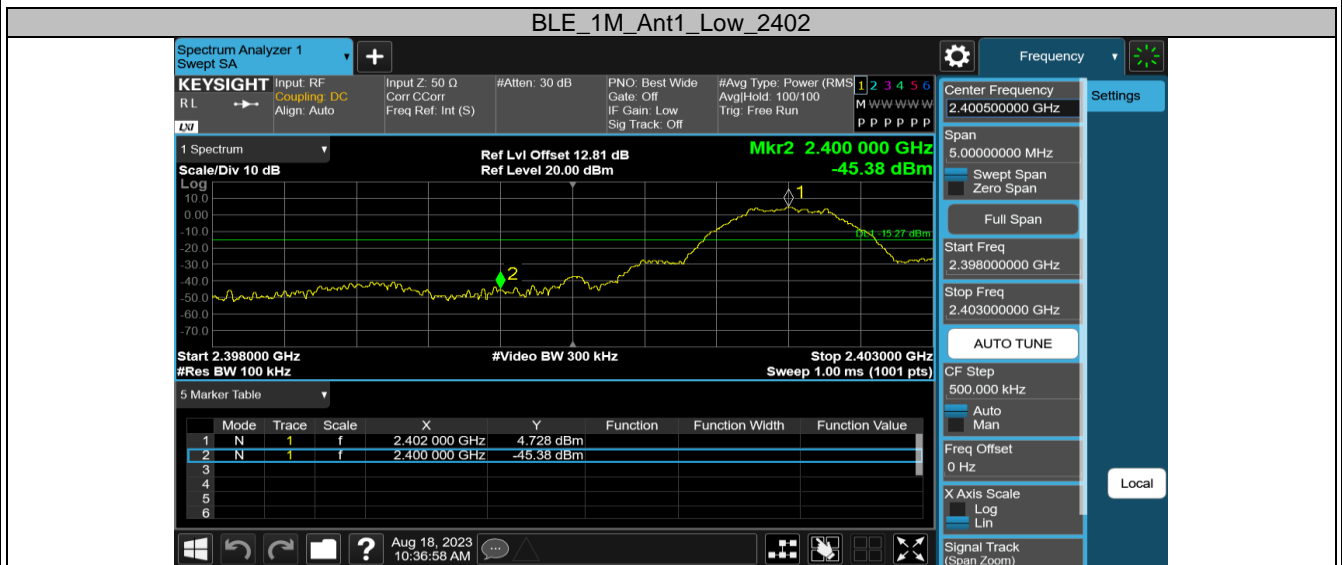 BLE_1M_Ant1_Low_2402
Spectrum Analyzer 1
Swept SA
Frequency
KEYSIGHT
R L
LXI
Input: RF
Coupling: DC
Align: Auto
Input Z: 50 Ω
Corr CCorr
Freq Ref: Int (S)
#Atten: 30 dB
PNO: Best Wide
Gate: Off
IF Gain: Low
Sig Track: Off
#Avg Type: Power (RMS
Avg|Hold: 100/100
Trig: Free Run
1 2 3 4 5 6
M W W W W W
P P P P P P
1 Spectrum
Scale/Div 10 dB
Ref Lvl Offset 12.81 dB
Ref Level 20.00 dBm
Mkr2 2.400 000 GHz
-45.38 dBm
Log
10.0
0.00
-10.0
-20.0
-30.0
-40.0
-50.0
-60.0
-70.0
1
2
DL1 -15.27 dBm
Start 2.398000 GHz
#Video BW 300 kHz
Stop 2.403000 GHz
#Res BW 100 kHz
Sweep 1.00 ms (1001 pts)
5 Marker Table
Mode Trace Scale X Y Function Function Width Function Value
1 N 1 f 2.402 000 GHz 4.728 dBm
2 N 1 f 2.400 000 GHz -45.38 dBm
3
4
5
6
Aug 18, 2023
10:36:58 AM
Center Frequency
2.400500000 GHz
Settings
Span
5.00000000 MHz
Swept Span
Zero Span
Full Span
Start Freq
2.398000000 GHz
Stop Freq
2.403000000 GHz
AUTO TUNE
CF Step
500.000 kHz
Auto
Man
Freq Offset
0 Hz
X Axis Scale
Log
Lin
Local
Signal Track
(Span Zoom)